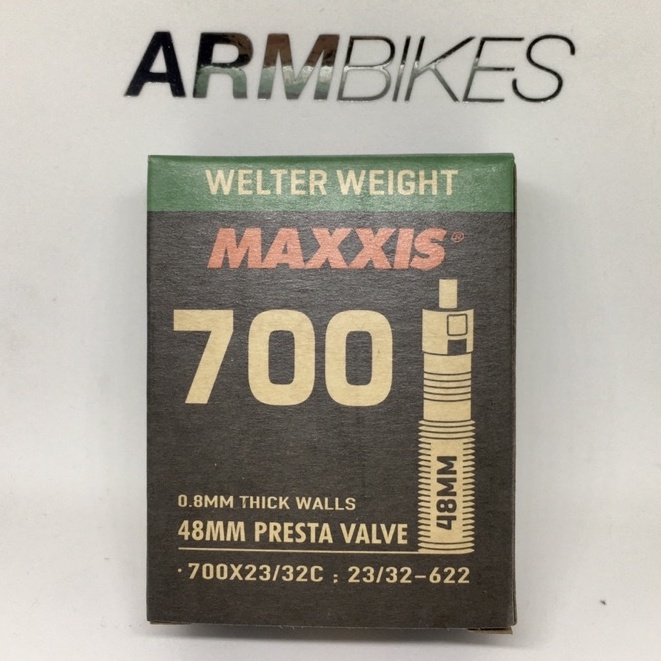 ARMBIKES
WELTER WEIGHT
MAXXIS®
700
48MM
0.8MM THICK WALLS
48MM PRESTA VALVE
·700X23/32C ; 23/32-622